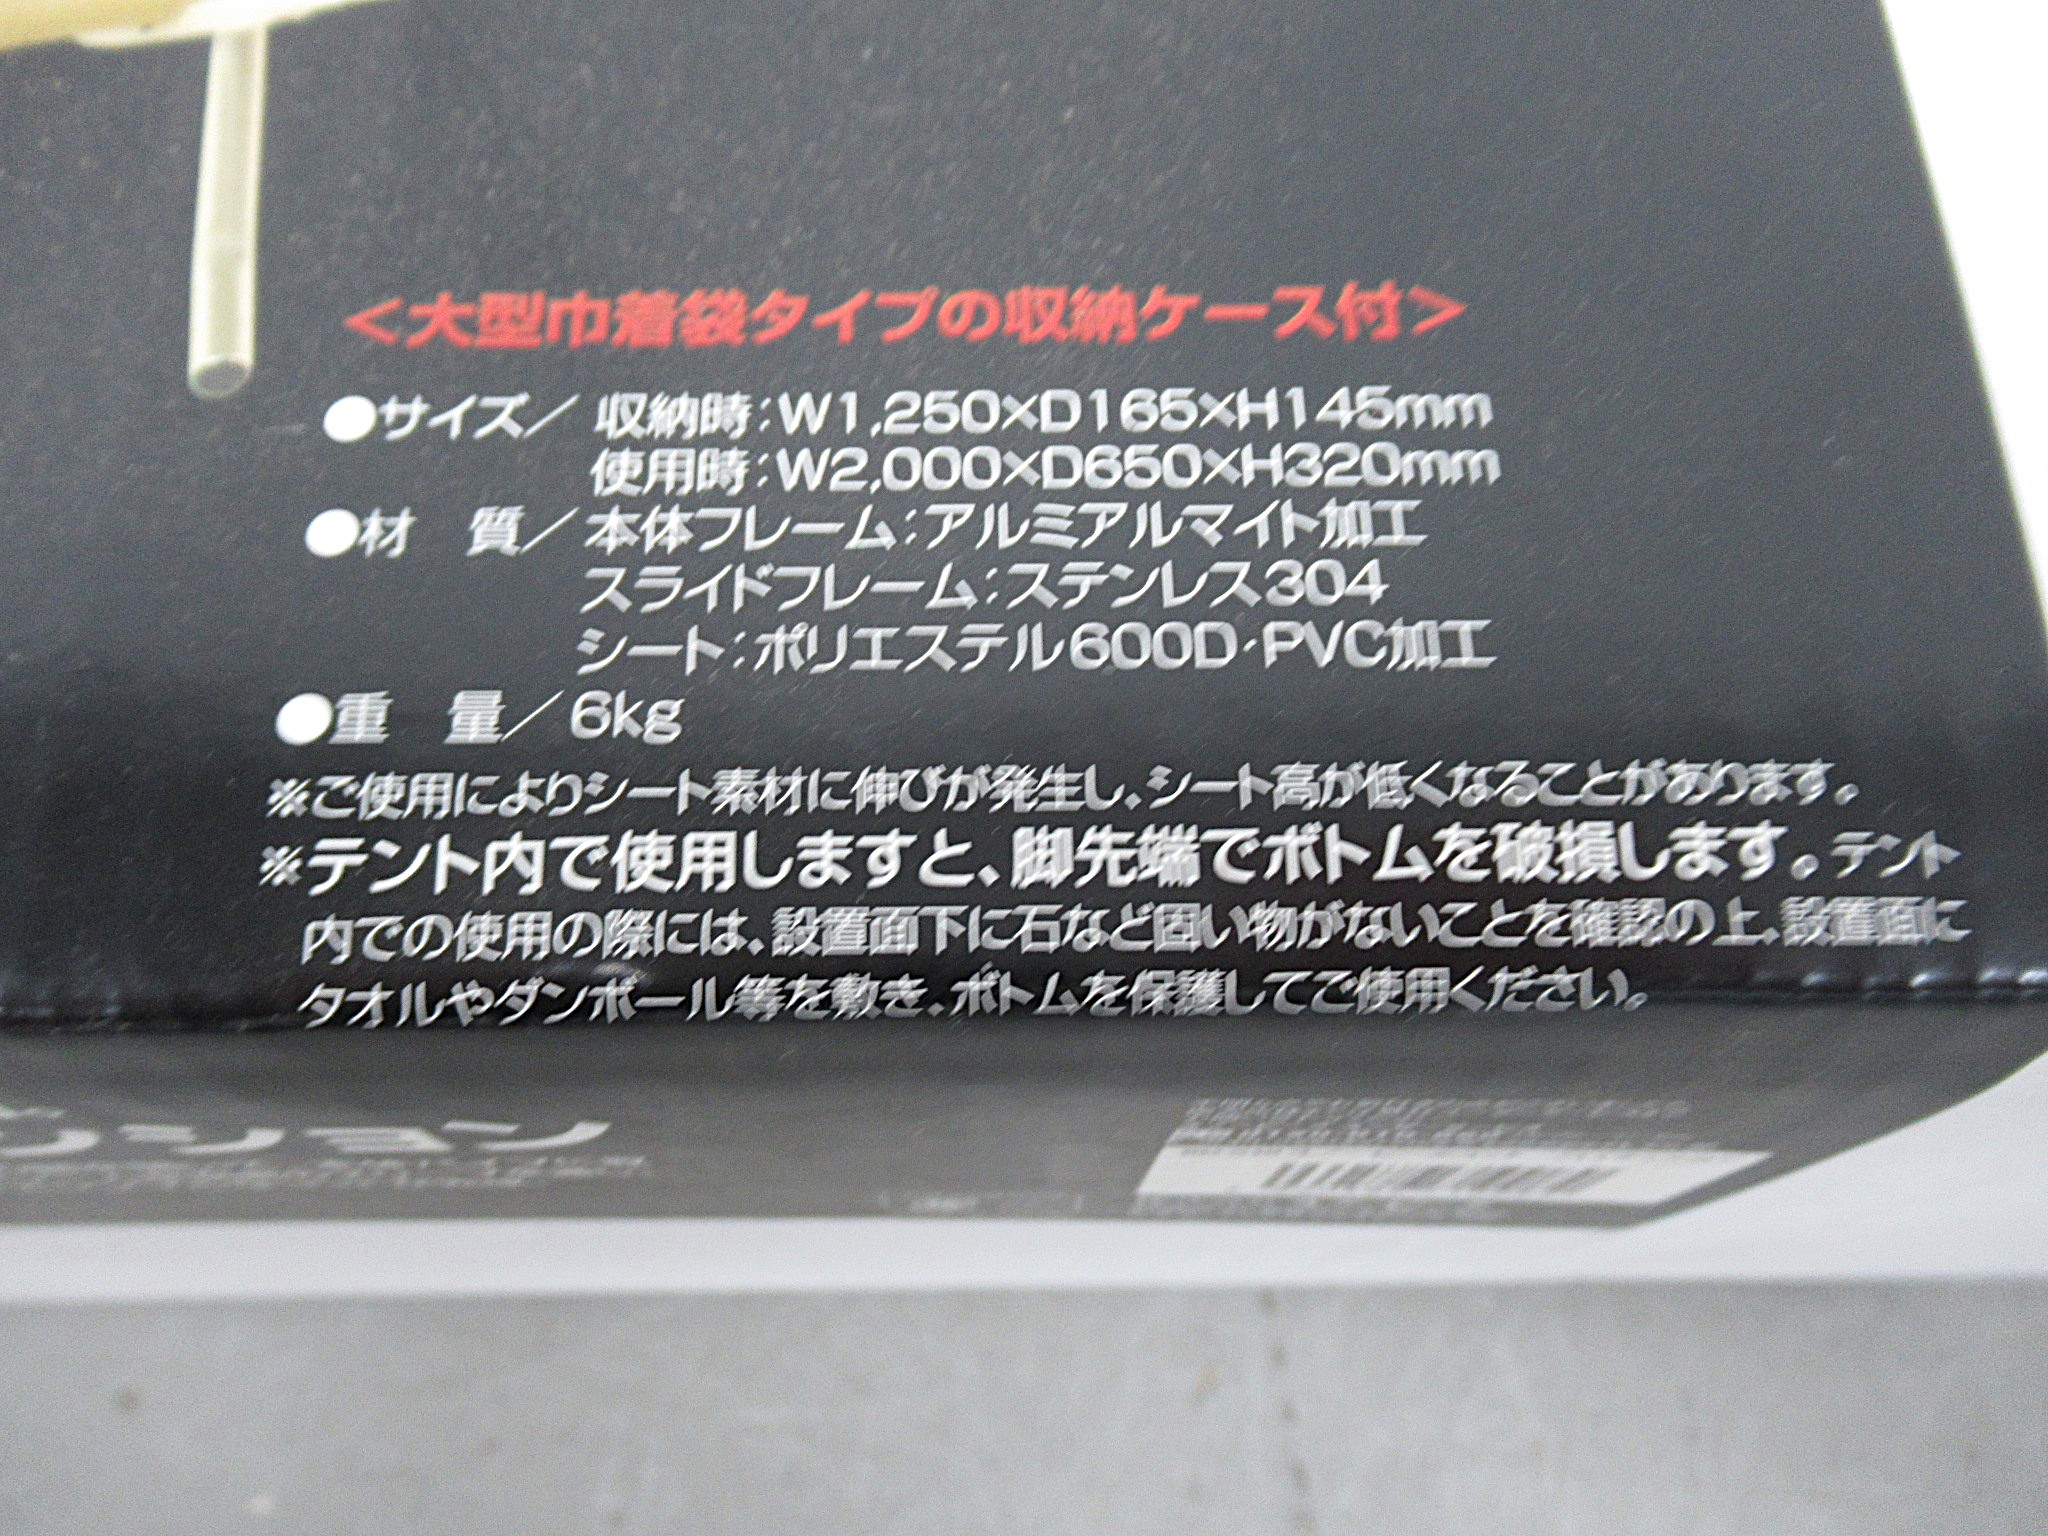 ＜大型巾着袋タイプの収納ケース付＞
●サイズ／ 収納時：W1,250×D165×H145mm
使用時：W2,000×D650×H320mm
●材　質／ 本体フレーム：アルミアルマイト加工
スライドフレーム：ステンレス304
シート：ポリエステル600D・PVC加工
●重　量／ 6kg
※ご使用によりシート素材に伸びが発生し、シート高が低くなることがあります。
※テント内で使用しますと、脚先端でボトムを破損します。テント
内での使用の際には、設置面下に石など固い物がないことを確認の上、設置面に
タオルやダンボール等を敷き、ボトムを保護してご使用ください。
ション